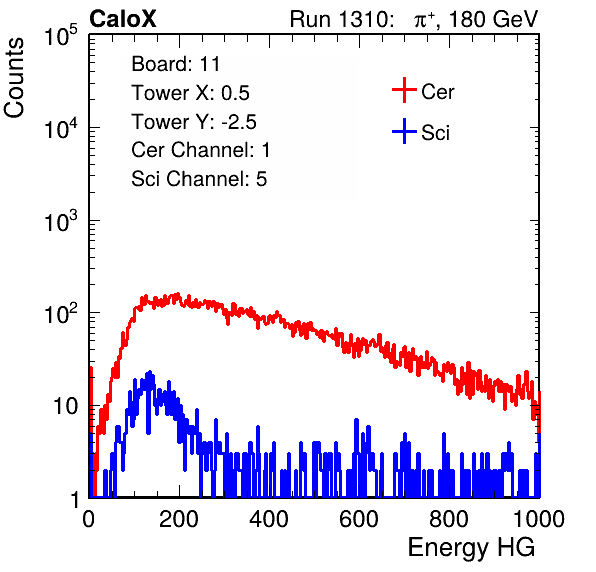 CaloX Run 1310: π⁺, 180 GeV
Counts
10⁵
10⁴
10³
10²
10
1
Board: 11
Tower X: 0.5
Tower Y: -2.5
Cer Channel: 1
Sci Channel: 5
Cer
Sci
0 200 400 600 800 1000
Energy HG